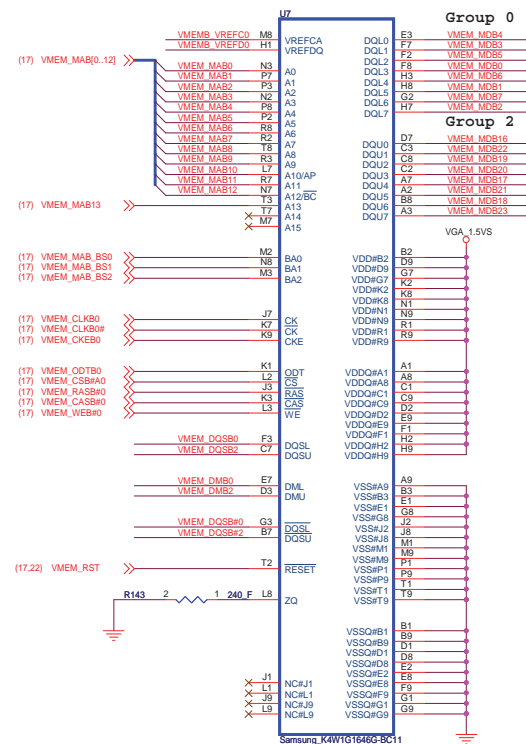 U7
Group 0
VMEMB_VREFC0 M8 VREFCA DQL0 E3 VMEM_MDB4
VMEMB_VREFD0 H1 VREFDQ DQL1 F7 VMEM_MDB3
DQL2 F2 VMEM_MDB5
(17) VMEM_MAB[0..12] DQL3 F8 VMEM_MDB0
VMEM_MAB0 N3 A0 DQL4 H3 VMEM_MDB6
VMEM_MAB1 P7 A1 DQL5 H8 VMEM_MDB1
VMEM_MAB2 P3 A2 DQL6 G2 VMEM_MDB7
VMEM_MAB3 N2 A3 DQL7 H7 VMEM_MDB2
VMEM_MAB4 P8 A4
Group 2
VMEM_MAB5 P2 A5
VMEM_MAB6 R8 A6 DQU0 D7 VMEM_MDB16
VMEM_MAB7 R2 A7 DQU1 C3 VMEM_MDB22
VMEM_MAB8 T8 A8 DQU2 C8 VMEM_MDB19
VMEM_MAB9 R3 A9 DQU3 C2 VMEM_MDB20
VMEM_MAB10 L7 A10/AP DQU4 A7 VMEM_MDB17
VMEM_MAB11 R7 A11 DQU5 A2 VMEM_MDB21
VMEM_MAB12 N7 A12/BC DQU6 B8 VMEM_MDB18
(17) VMEM_MAB13 T3 A13 DQU7 A3 VMEM_MDB23
T7 A14
M7 A15
VGA_1.5VS
(17) VMEM_MAB_BS0 M2 BA0 VDD#B2 B2
(17) VMEM_MAB_BS1 N8 BA1 VDD#D9 D9
(17) VMEM_MAB_BS2 M3 BA2 VDD#G7 G7
VDD#K2 K2
VDD#K8 K8
VDD#N1 N1
(17) VMEM_CLKB0 J7 CK VDD#N9 N9
(17) VMEM_CLKB0# K7 CK VDD#R1 R1
(17) VMEM_CKEB0 K9 CKE VDD#R9 R9
(17) VMEM_ODTB0 K1 ODT VDDQ#A1 A1
(17) VMEM_CSB#A0 L2 CS VDDQ#A8 A8
(17) VMEM_RASB#0 J3 RAS VDDQ#C1 C1
(17) VMEM_CASB#0 K3 CAS VDDQ#C9 C9
(17) VMEM_WEB#0 L3 WE VDDQ#D2 D2
VDDQ#E9 E9
VDDQ#F1 F1
VMEM_DQSB0 F3 DQSL VDDQ#H2 H2
VMEM_DQSB2 C7 DQSU VDDQ#H9 H9
VMEM_DMB0 E7 DML VSS#A9 A9
VMEM_DMB2 D3 DMU VSS#B3 B3
VSS#E1 E1
VSS#G8 G8
VMEM_DQSB#0 G3 DQSL VSS#J2 J2
VMEM_DQSB#2 B7 DQSU VSS#J8 J8
VSS#M1 M1
VSS#M9 M9
(17,22) VMEM_RST T2 RESET VSS#P1 P1
VSS#P9 P9
VSS#T1 T1
R143 2 1 240_F L8 ZQ VSS#T9 T9
VSSQ#B1 B1
VSSQ#B9 B9
VSSQ#D1 D1
VSSQ#D8 D8
VSSQ#E2 E2
J1 NC#J1 VSSQ#E8 E8
L1 NC#L1 VSSQ#F9 F9
J9 NC#J9 VSSQ#G1 G1
L9 NC#L9 VSSQ#G9 G9
Samsung_K4W1G1646G-BC11